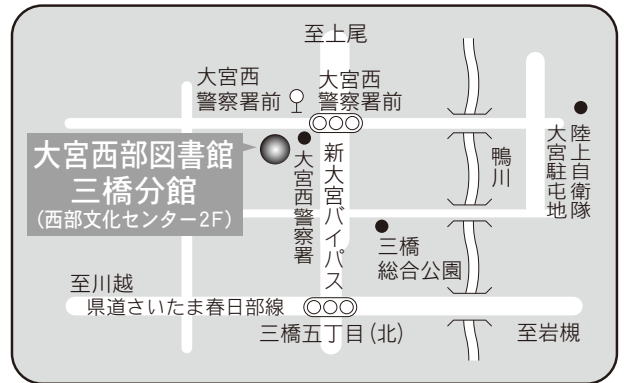 至上尾
大宮西
警察署前
大宮西
警察署前
大宮西部図書館
三橋分館
(西部文化センター2F)
大宮西警察署
新大宮バイパス
鴨川
陸上自衛隊
大宮駐屯地
三橋
総合公園
至川越
県道さいたま春日部線
三橋五丁目(北)
至岩槻